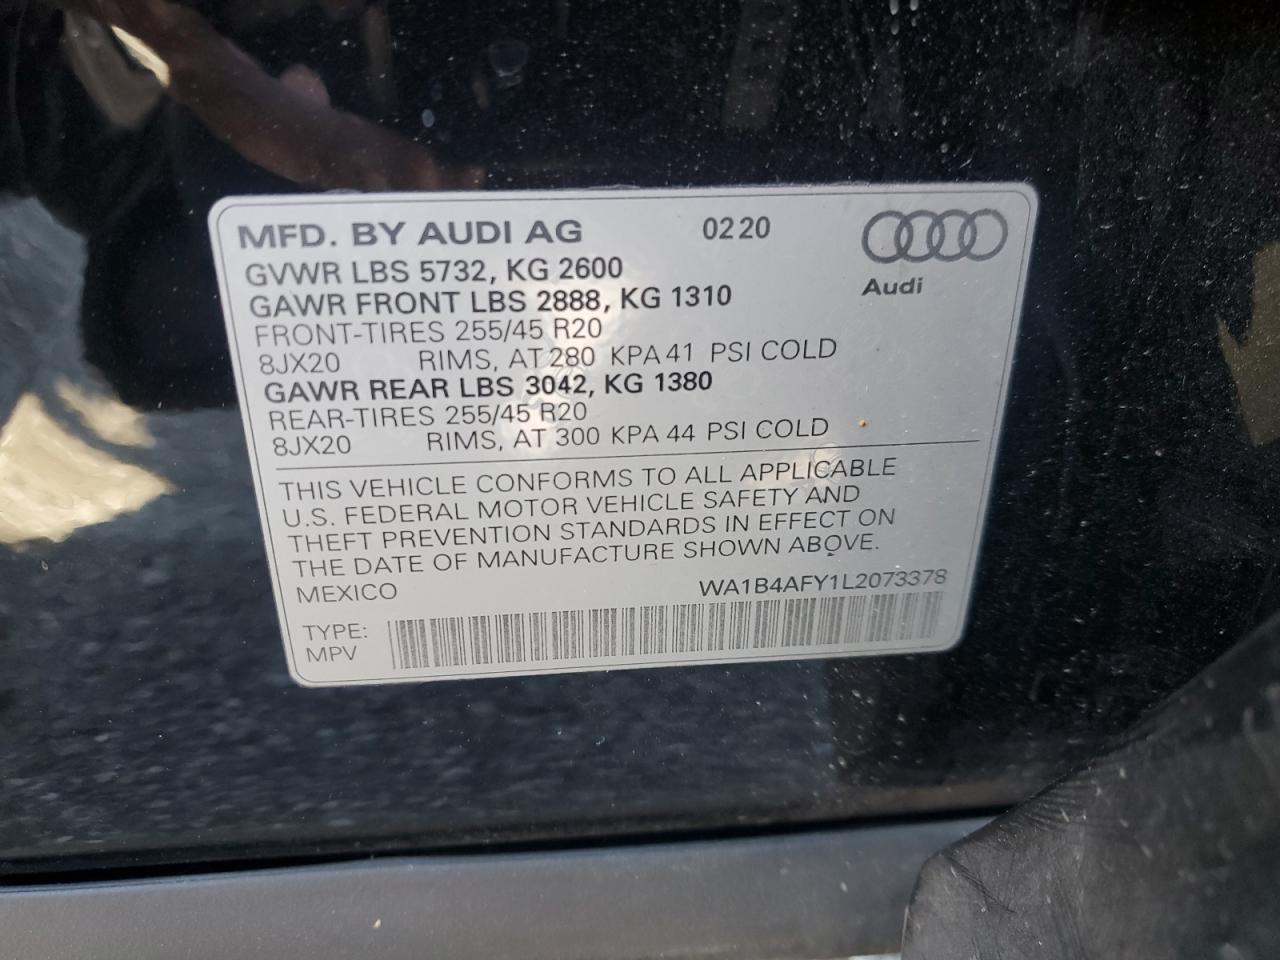 MFD. BY AUDI AG 0220
Audi
GVWR LBS 5732, KG 2600
GAWR FRONT LBS 2888, KG 1310
FRONT-TIRES 255/45 R20
8JX20 RIMS, AT 280 KPA 41 PSI COLD
GAWR REAR LBS 3042, KG 1380
REAR-TIRES 255/45 R20
8JX20 RIMS, AT 300 KPA 44 PSI COLD
THIS VEHICLE CONFORMS TO ALL APPLICABLE
U.S. FEDERAL MOTOR VEHICLE SAFETY AND
THEFT PREVENTION STANDARDS IN EFFECT ON
THE DATE OF MANUFACTURE SHOWN ABOVE.
MEXICO WA1B4AFY1L2073378
TYPE:
MPV